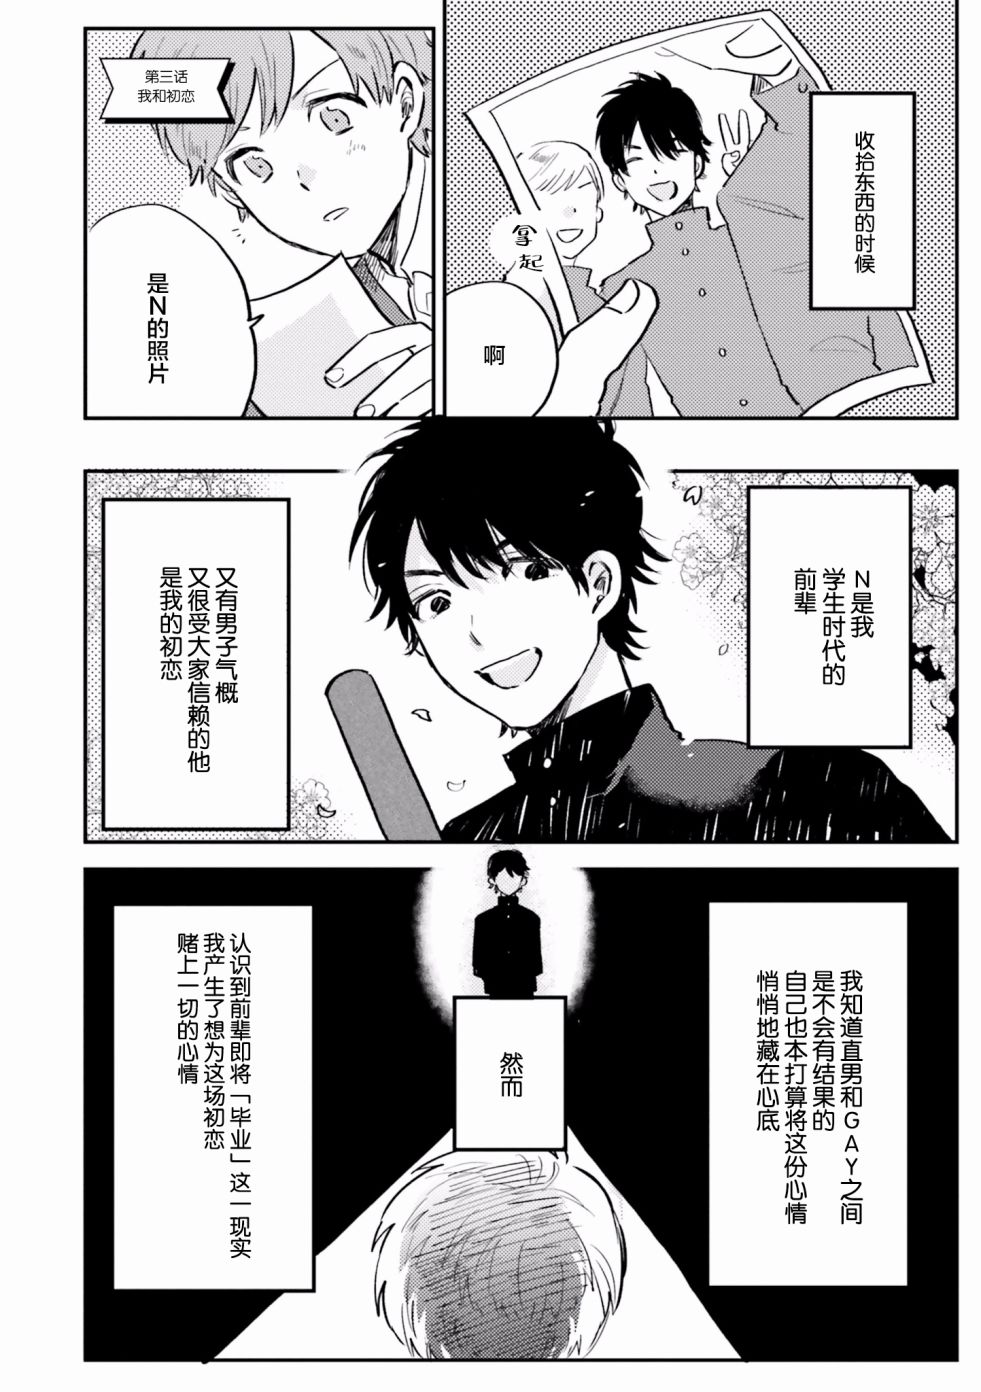 收拾东西的时候
拿起
啊
第三话
我和初恋
是N的照片
N是我
学生时代的
前辈
又有男子气概
又很受大家信赖的他
是我的初恋
我知道直男和GAY之间
是不会有结果的
自己也本打算将这份心情
悄悄地藏在心底
然而
认识到前辈即将「毕业」这一现实
我产生了想为这场初恋
赌上一切的心情